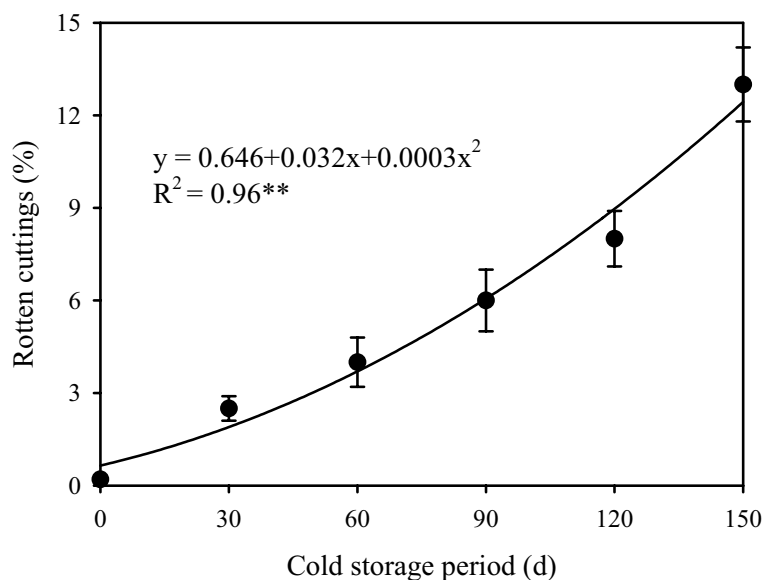 15
12
9
6
3
0
Rotten cuttings (%)
y = 0.646+0.032x+0.0003x²
R² = 0.96**
0 30 60 90 120 150
Cold storage period (d)